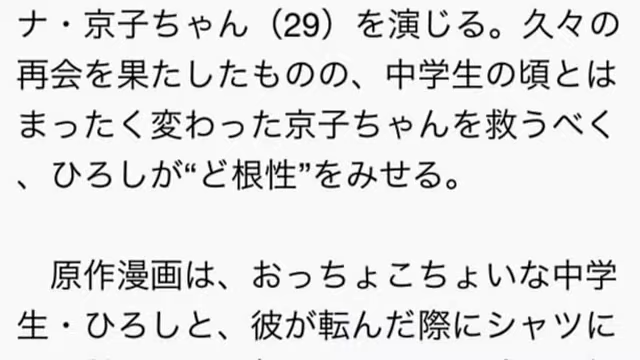 ナ・京子ちゃん（29）を演じる。久々の
再会を果たしたものの、中学生の頃とは
まったく変わった京子ちゃんを救うべく
、ひろしが“ど根性”をみせる。
原作漫画は、おっちょこちょいな中学
生・ひろしと、彼が転んだ際にシャツに